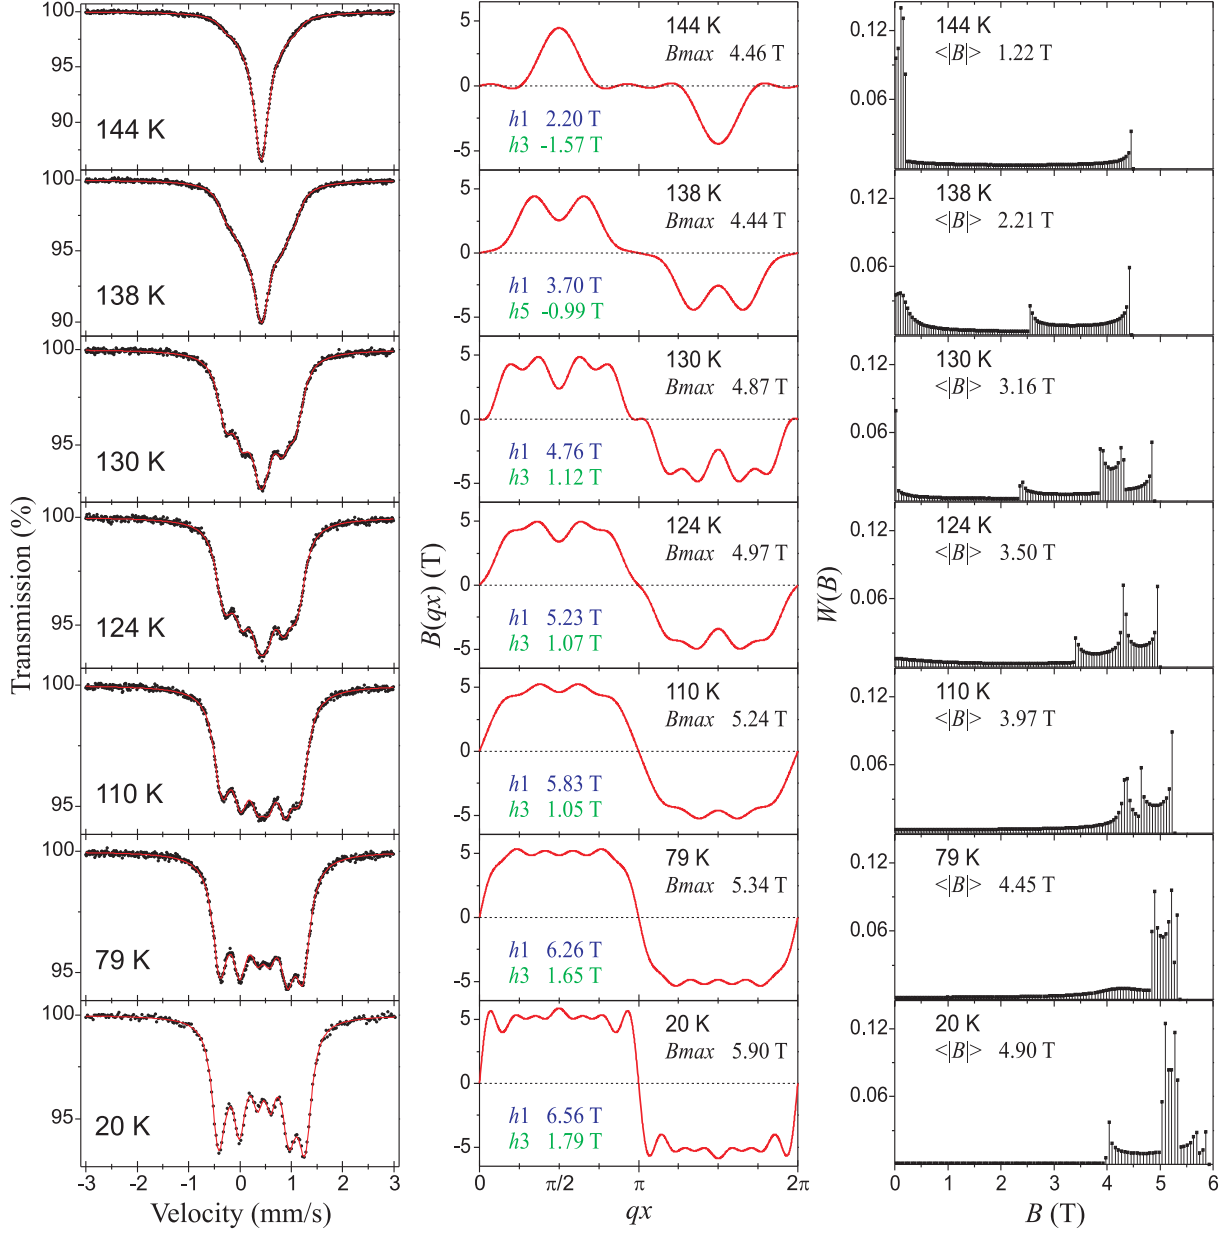 Transmission (%)
100
95
90
144 K
100
95
90
138 K
100
95
130 K
100
95
124 K
100
95
110 K
100
95
79 K
100
95
20 K
-3 -2 -1 0 1 2 3
Velocity (mm/s)
B(qx) (T)
5
0
-5
144 K
Bmax 4.46 T
h1 2.20 T
h3 -1.57 T
5
0
-5
138 K
Bmax 4.44 T
h1 3.70 T
h5 -0.99 T
5
0
-5
130 K
Bmax 4.87 T
h1 4.76 T
h3 1.12 T
5
0
-5
124 K
Bmax 4.97 T
h1 5.23 T
h3 1.07 T
5
0
-5
110 K
Bmax 5.24 T
h1 5.83 T
h3 1.05 T
5
0
-5
79 K
Bmax 5.34 T
h1 6.26 T
h3 1.65 T
5
0
-5
20 K
Bmax 5.90 T
h1 6.56 T
h3 1.79 T
0 π/2 π 2π
qx
W(B)
0.12
0.06
144 K
<|B|> 1.22 T
0.12
0.06
138 K
<|B|> 2.21 T
0.12
0.06
130 K
<|B|> 3.16 T
0.12
0.06
124 K
<|B|> 3.50 T
0.12
0.06
110 K
<|B|> 3.97 T
0.12
0.06
79 K
<|B|> 4.45 T
0.12
0.06
20 K
<|B|> 4.90 T
0 1 2 3 4 5 6
B (T)